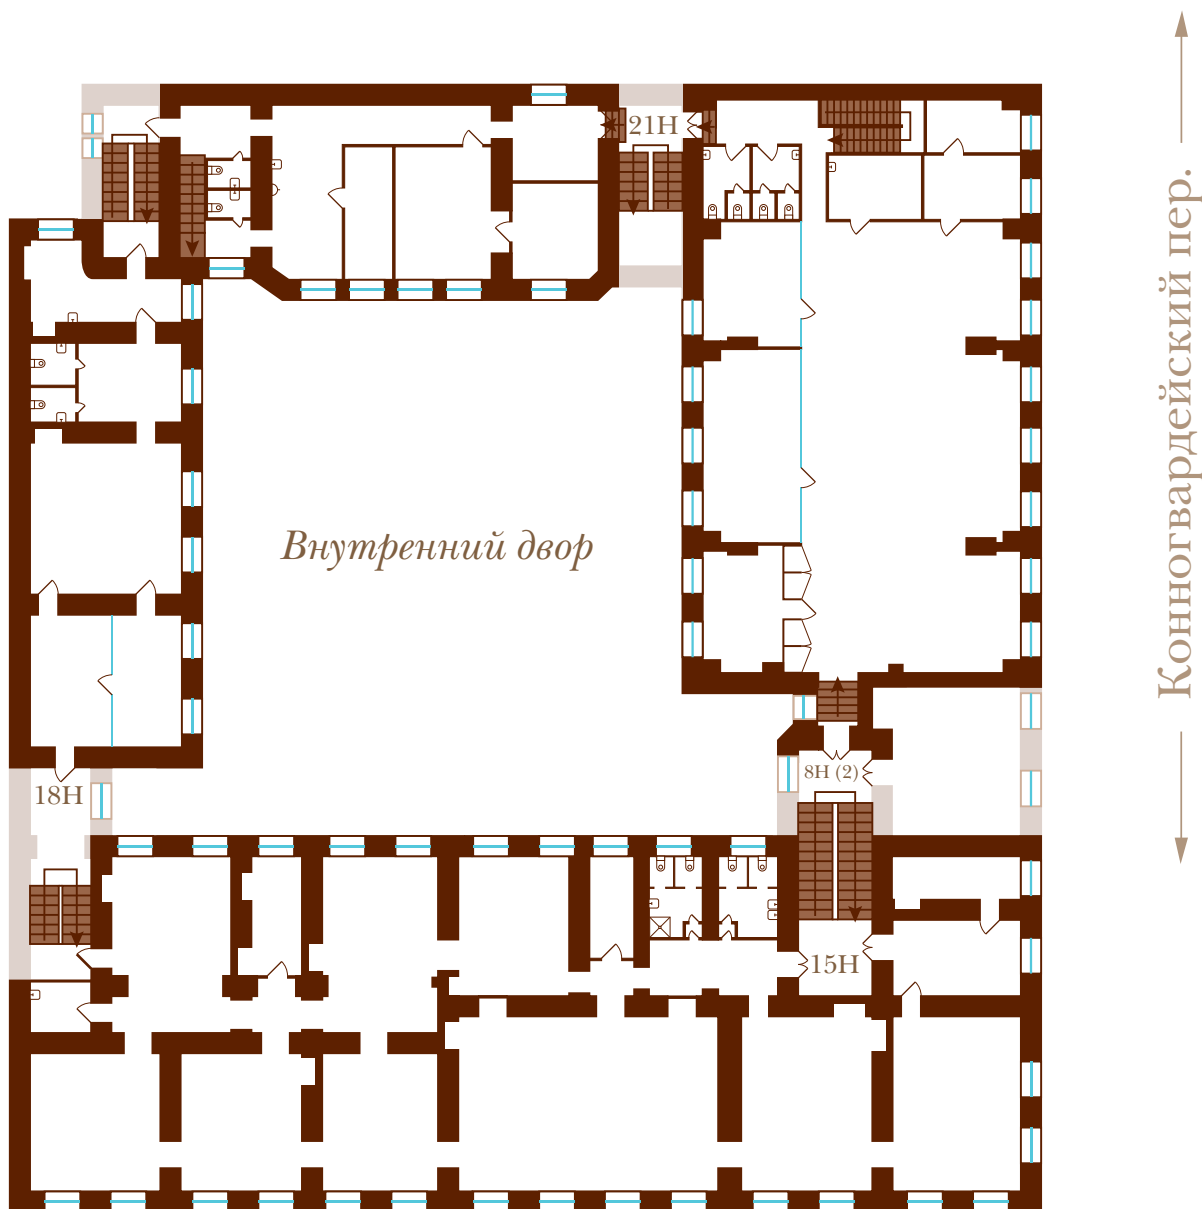 21Н
Конногвардейский пер.
Внутренний двор
8Н (2)
18Н
15Н